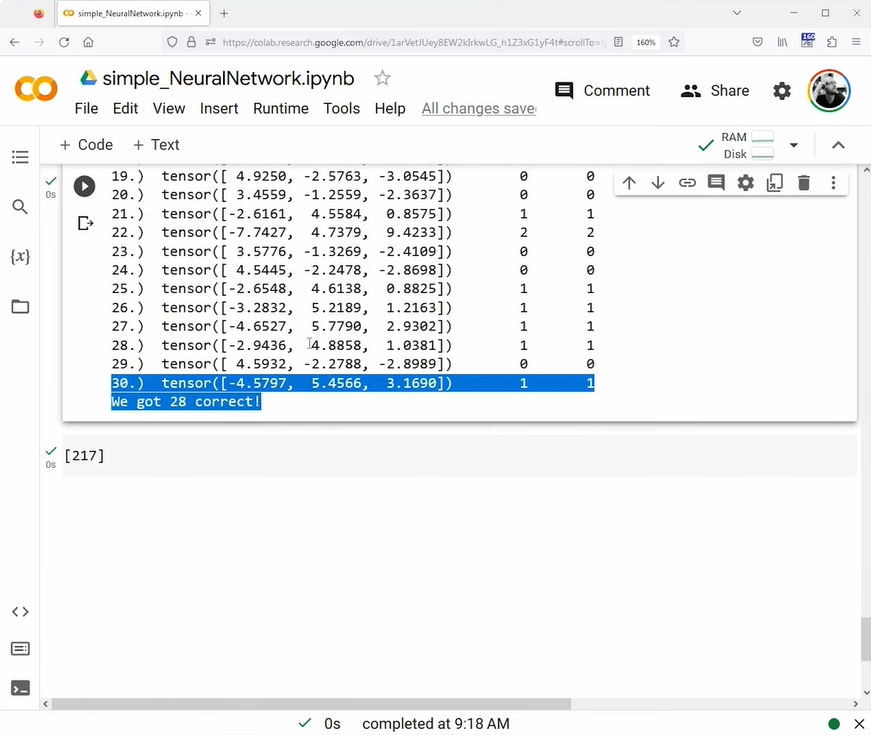 simple_NeuralNetwork.ipynb -
https://colab.research.google.com/drive/1arVetJUey8EW2kIrkwLG_h1Z3xG1yF4t#scrollTo=
160%
160
simple_NeuralNetwork.ipynb
File Edit View Insert Runtime Tools Help All changes save
Comment Share
+ Code + Text
RAM
Disk
19.) tensor([ 4.9250, -2.5763, -3.0545]) 0 0
20.) tensor([ 3.4559, -1.2559, -2.3637]) 0 0
21.) tensor([-2.6161, 4.5584, 0.8575]) 1 1
22.) tensor([-7.7427, 4.7379, 9.4233]) 2 2
23.) tensor([ 3.5776, -1.3269, -2.4109]) 0 0
24.) tensor([ 4.5445, -2.2478, -2.8698]) 0 0
25.) tensor([-2.6548, 4.6138, 0.8825]) 1 1
26.) tensor([-3.2832, 5.2189, 1.2163]) 1 1
27.) tensor([-4.6527, 5.7790, 2.9302]) 1 1
28.) tensor([-2.9436, 4.8858, 1.0381]) 1 1
29.) tensor([ 4.5932, -2.2788, -2.8989]) 0 0
30.) tensor([-4.5797, 5.4566, 3.1690]) 1 1
We got 28 correct!
0s
{x}
0s
[217]
0s completed at 9:18 AM